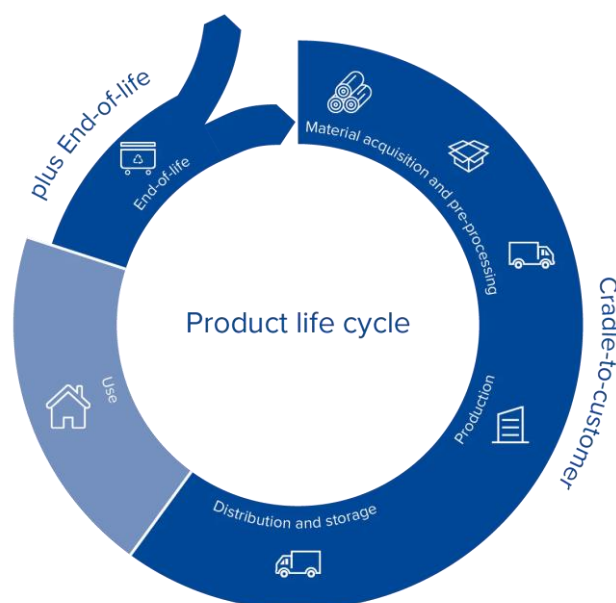 plus End-of-life
End-of-life
Material acquisition and pre-processing
Cradle-to-customer
Product life cycle
Use
Production
Distribution and storage